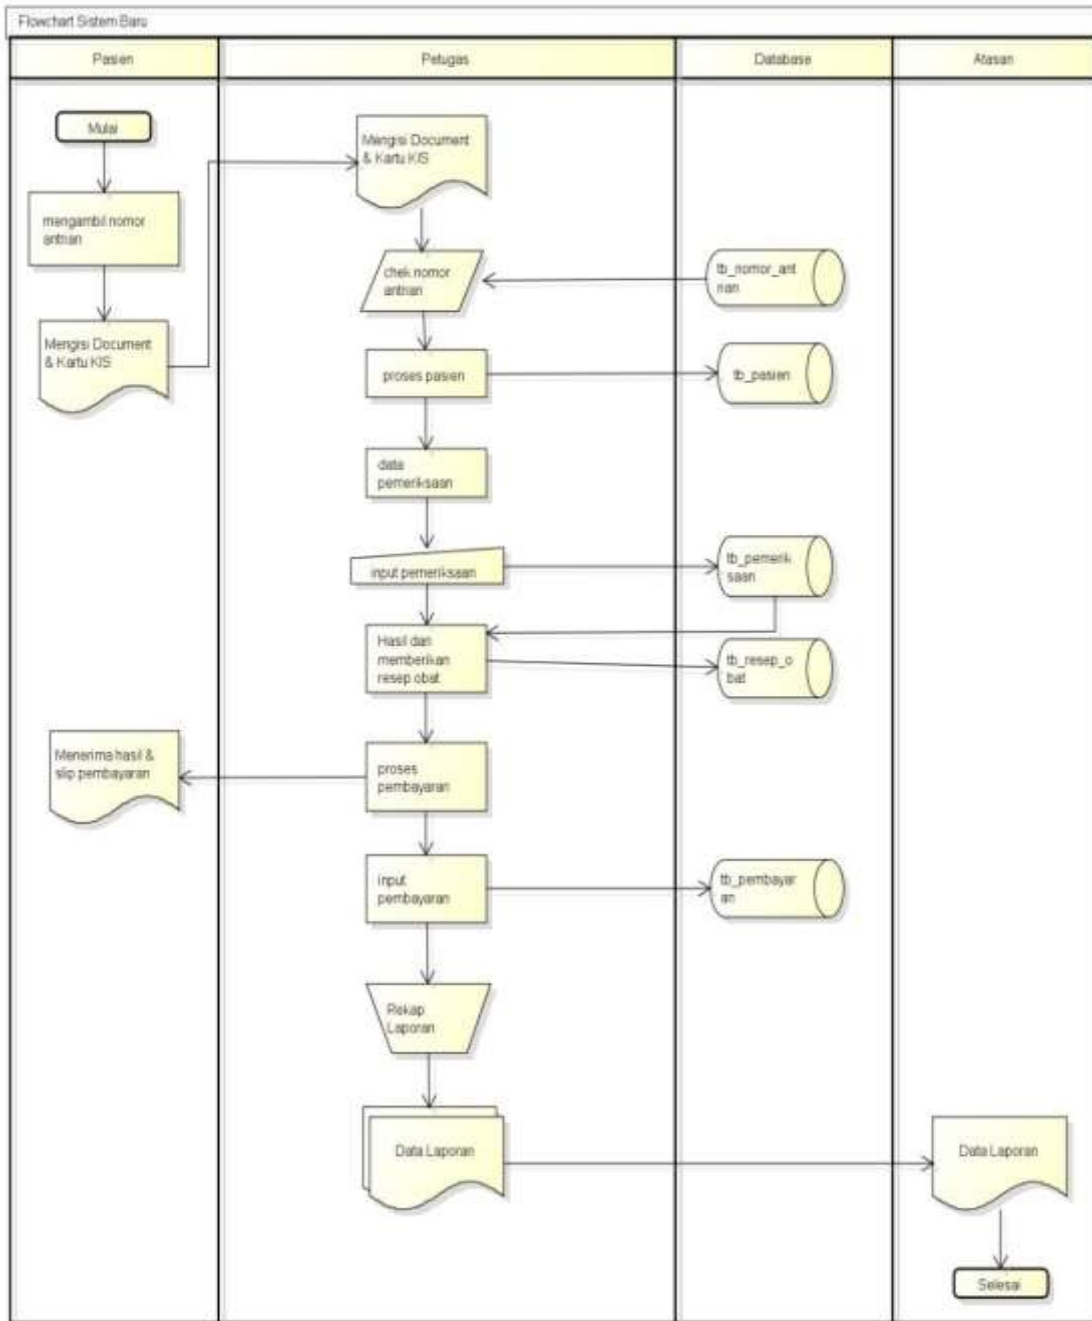 Flowchart Sistem Baru
Pasien
Petugas
Database
Atasan
Mulai
mengambil nomor
antrian
Mengisi Document
& Kartu KIS
Mengisi Document
& Kartu KIS
chek nomor
antrian
tb_nomor_ant
rian
proses pasien
tb_pasien
data
pemeriksaan
input pemeriksaan
tb_pemerik
saan
Hasil dan
memberikan
resep obat
tb_resep_o
bat
Menerima hasil &
slip pembayaran
proses
pembayaran
input
pembayaran
tb_pembayar
an
Rekap
Laporan
Data Laporan
Data Laporan
Selesai